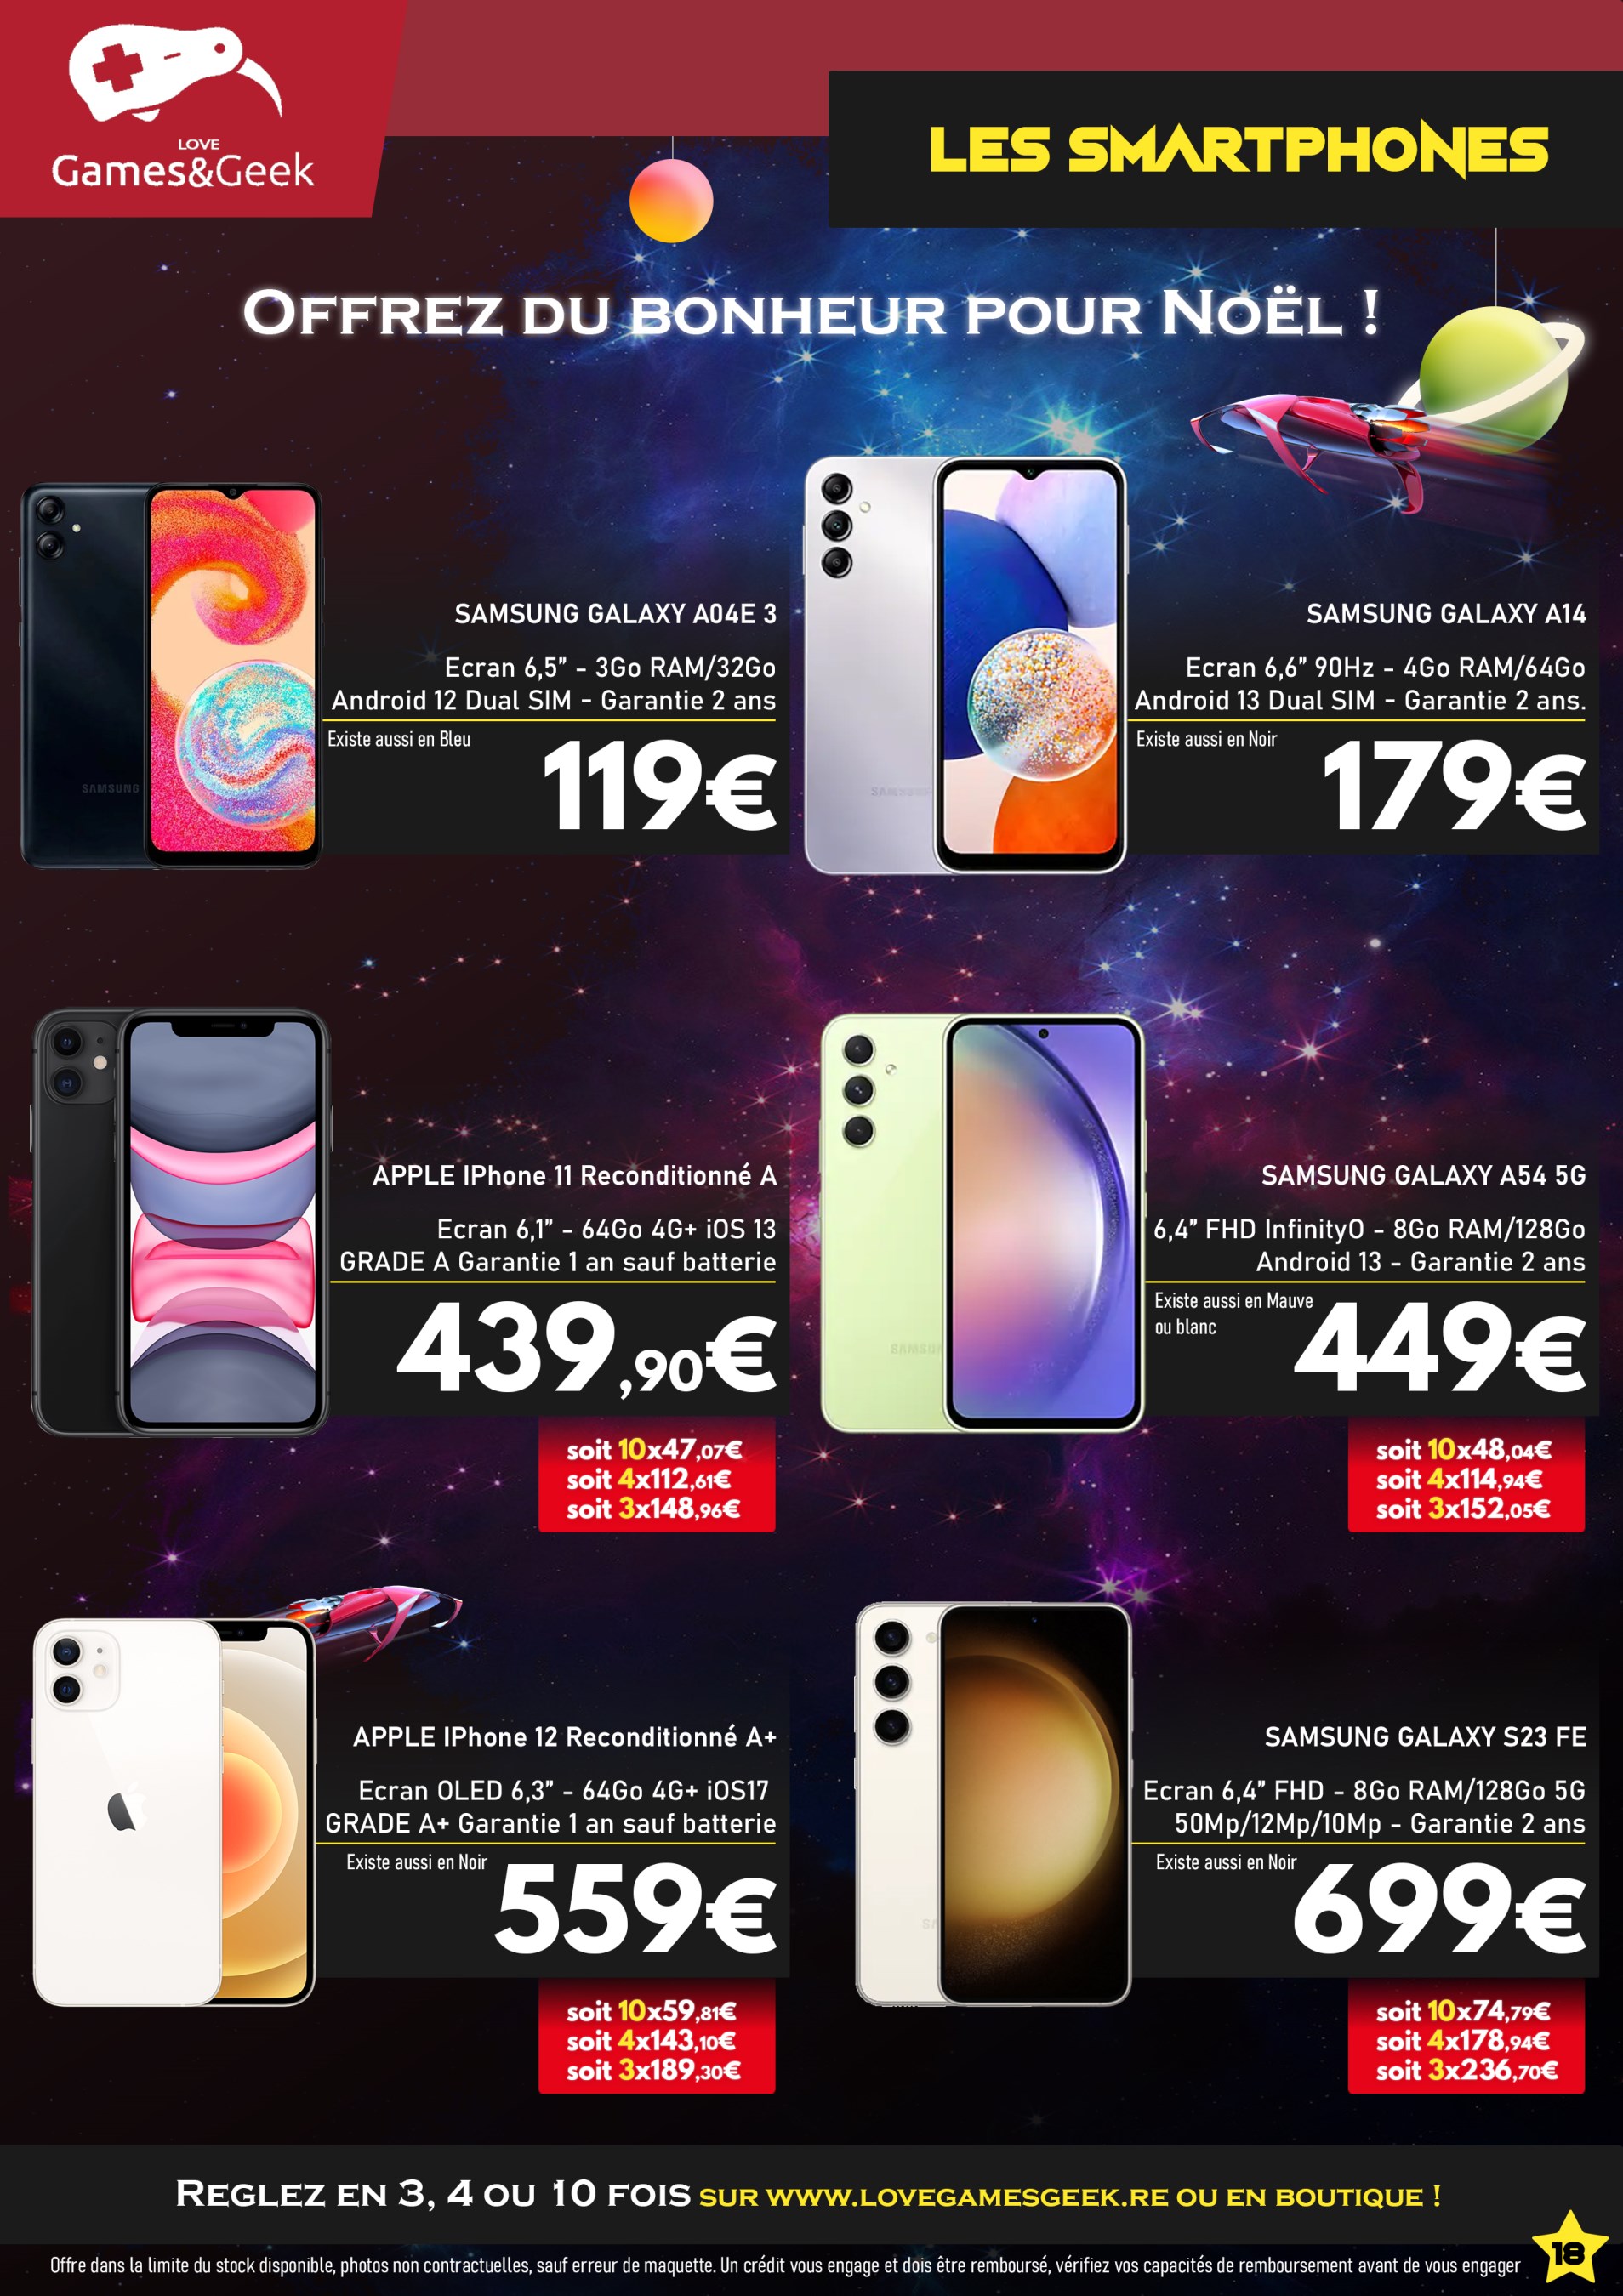 LOVE
Games&Geek
LES SMARTPHONES
OFFREZ DU BONHEUR POUR NOËL !
SAMSUNG GALAXY A04E 3
Ecran 6,5” - 3Go RAM/32Go
Android 12 Dual SIM - Garantie 2 ans
Existe aussi en Bleu
119€
SAMSUNG
SAMSUNG GALAXY A14
Ecran 6,6” 90Hz - 4Go RAM/64Go
Android 13 Dual SIM - Garantie 2 ans.
Existe aussi en Noir
179€
SAMSUNG
APPLE IPhone 11 Reconditionné A
Ecran 6,1” - 64Go 4G+ iOS 13
GRADE A Garantie 1 an sauf batterie
439,90€
soit 10x47,07€
soit 4x112,61€
soit 3x148,96€
SAMSUNG GALAXY A54 5G
6,4” FHD InfinityO - 8Go RAM/128Go
Android 13 - Garantie 2 ans
Existe aussi en Mauve
ou blanc
449€
SAMSUN
soit 10x48,04€
soit 4x114,94€
soit 3x152,05€
APPLE IPhone 12 Reconditionné A+
Ecran OLED 6,3” - 64Go 4G+ iOS17
GRADE A+ Garantie 1 an sauf batterie
Existe aussi en Noir
559€
soit 10x59,81€
soit 4x143,10€
soit 3x189,30€
SAMSUNG GALAXY S23 FE
Ecran 6,4” FHD - 8Go RAM/128Go 5G
50Mp/12Mp/10Mp - Garantie 2 ans
Existe aussi en Noir
699€
soit 10x74,79€
soit 4x178,94€
soit 3x236,70€
REGLEZ EN 3, 4 OU 10 FOIS SUR WWW.LOVEGAMESGEEK.RE OU EN BOUTIQUE !
Offre dans la limite du stock disponible, photos non contractuelles, sauf erreur de maquette. Un crédit vous engage et dois être remboursé, vérifiez vos capacités de remboursement avant de vous engager
18